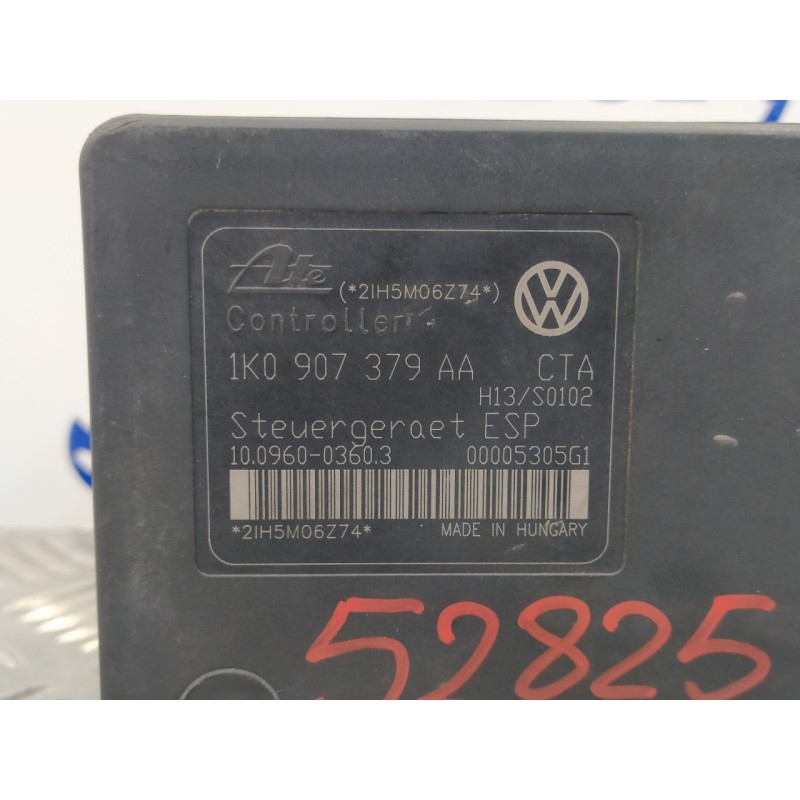 Ate (*2IH5M06Z74*)
Controller
1K0 907 379 AA CTA
H13/S0102
Steuergeraet ESP
10.0960-0360.3 00005305G1
*2IH5M06Z74* MADE IN HUNGARY
52825